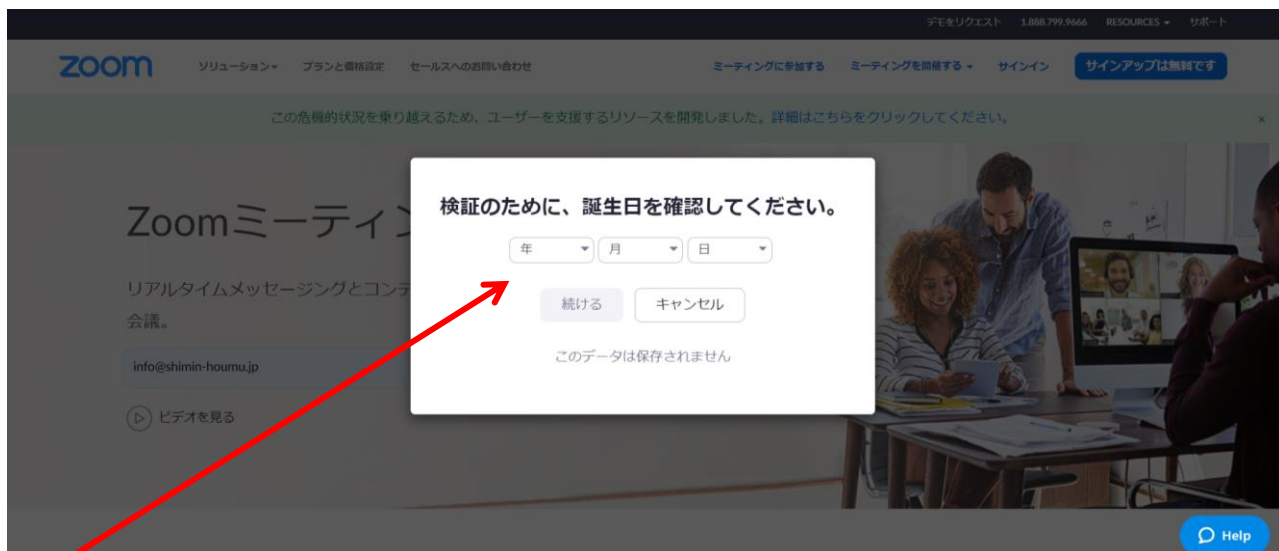 デモをリクエスト 1.888.799.9666 RESOURCES サポート
zoom ソリューション プランと価格設定 セールスへのお問い合わせ ミーティングに参加する ミーティングを開催する サインイン サインアップは無料です
この危機的状況を乗り越えるため、ユーザーを支援するリソースを開発しました。詳細はこちらをクリックしてください。 ×
検証のために、誕生日を確認してください。
Zoomミーティン
年 月 日
リアルタイムメッセージングとコンテ
続ける キャンセル
会議。
このデータは保存されません
info@shimin-houmu.jp
ビデオを見る
Help